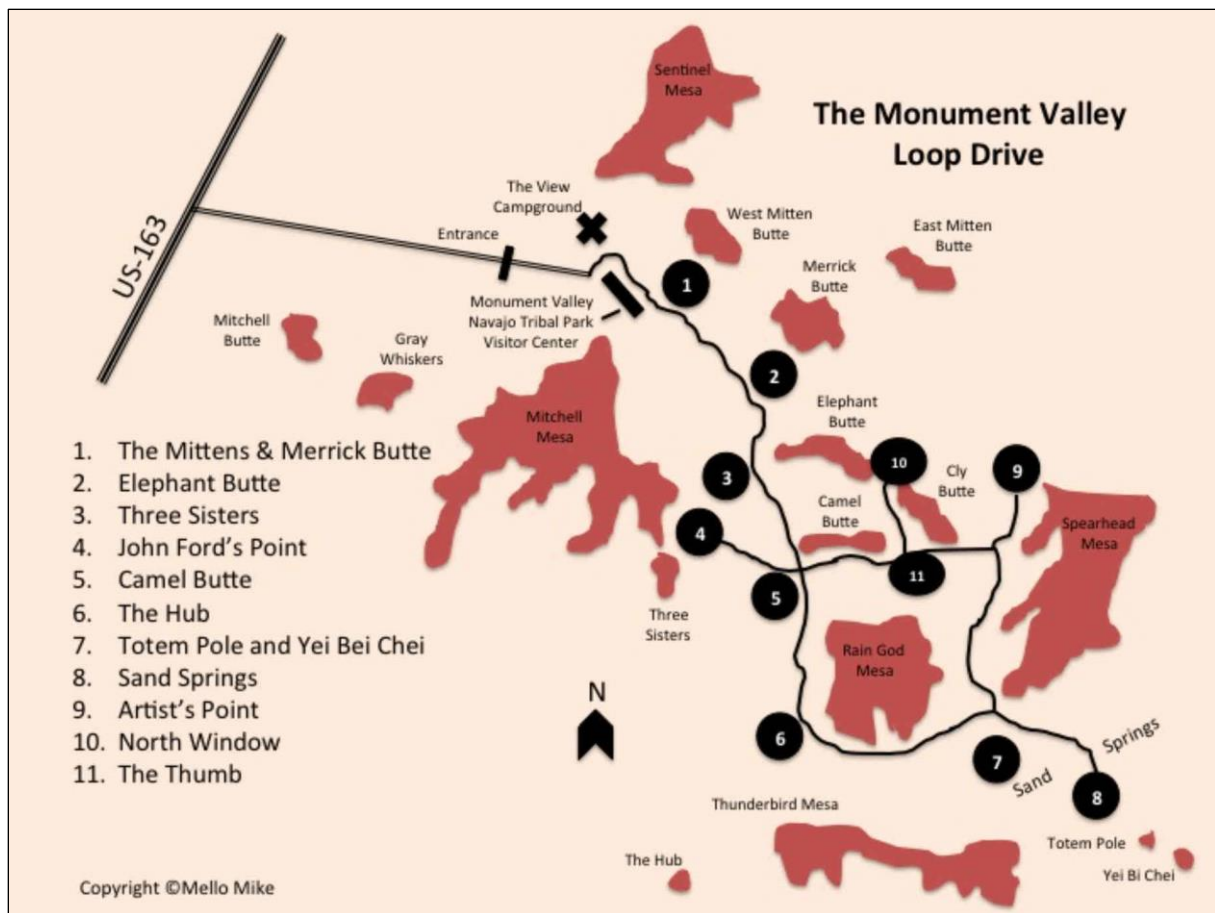 The Monument Valley
Loop Drive
Sentinel
Mesa
The View
Campground
West Mitten
Butte
East Mitten
Butte
Entrance
US-163
Merrick
Butte
1
Monument Valley
Navajo Tribal Park
Visitor Center
Mitchell
Butte
Gray
Whiskers
2
Elephant
Butte
Mitchell
Mesa
1. The Mittens & Merrick Butte
2. Elephant Butte
3. Three Sisters
4. John Ford's Point
5. Camel Butte
6. The Hub
7. Totem Pole and Yei Bei Chei
8. Sand Springs
9. Artist's Point
10. North Window
11. The Thumb
3
10
Cly
Butte
9
4
Camel
Butte
Spearhead
Mesa
11
5
Three
Sisters
Rain God
Mesa
N
6
7
Sand Springs
8
Thunderbird Mesa
The Hub
Totem Pole
Yei Bi Chei
Copyright ©Mello Mike